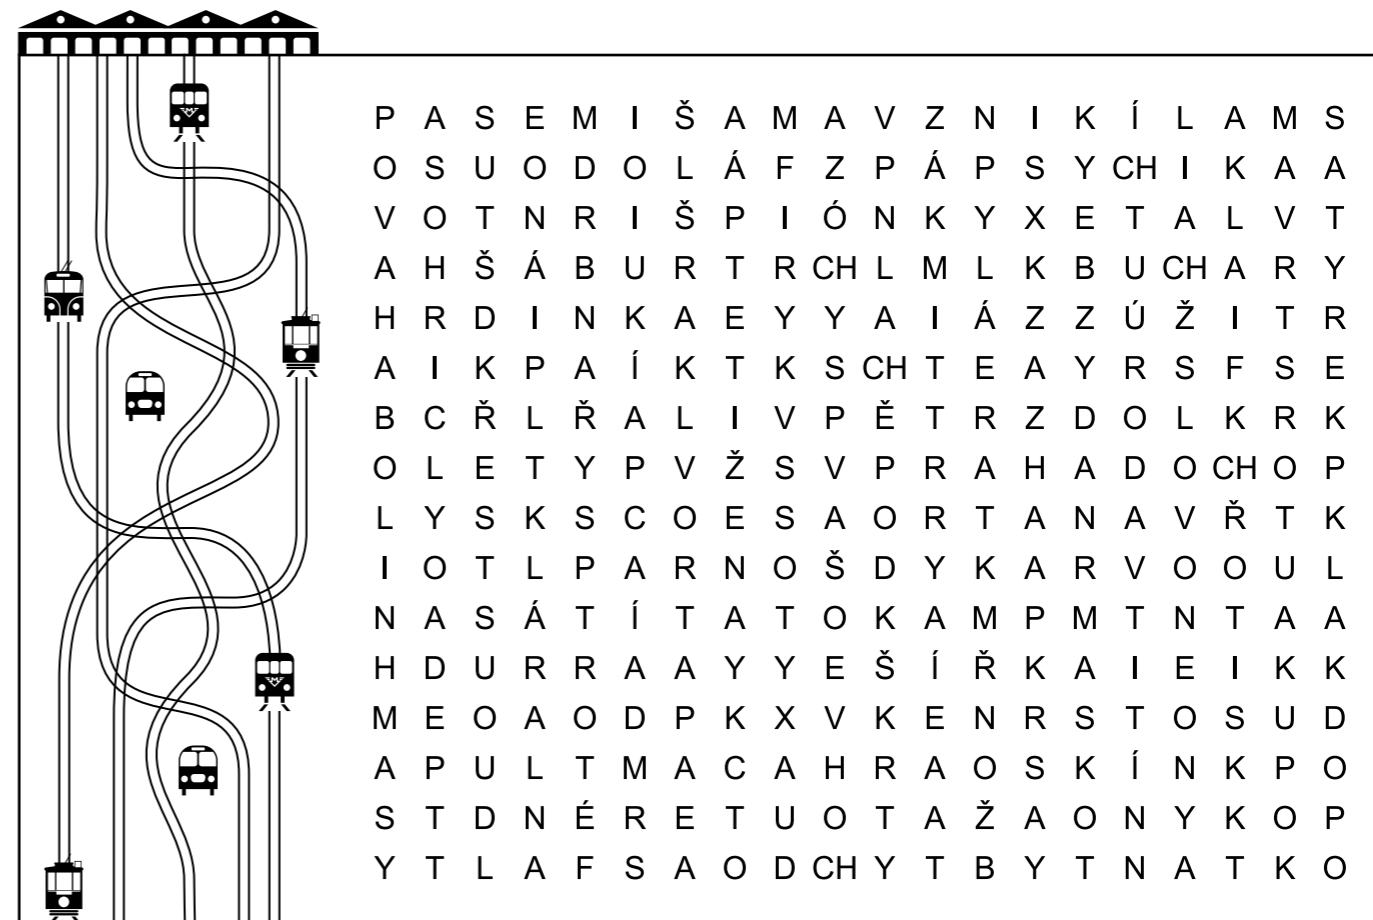 P A S E M I Š A M A V Z N I K Í L A M S
O S U O D O L Á F Z P Á P S Y CH I K A A
V O T N R I Š P I Ó N K Y X E T A L V T
A H Š Á B U R T R CH L M L K B U CH A R Y
H R D I N K A E Y Y A I Á Z Z Ú Ž I T R
A I K P A Í K T K S CH T E A Y R S F S E
B C Ř L Ř A L I V P Ě T R Z D O L K R K
O L E T Y P V Ž S V P R A H A D O CH O P
L Y S K S C O E S A O R T A N A V Ř T K
I O T L P A R N O Š D Y K A R V O O U L
N A S Á T Í T A T O K A M P M T N T A A
H D U R R A A Y Y E Š Í Ř K A I E I K K
M E O A O D P K X V K E N R S T O S U D
A P U L T M A C A H R A O S K Í N K P O
S T D N É R E T U O T A Ž A O N Y K O P
Y T L A F S A O D CH Y T B Y T N A T K O